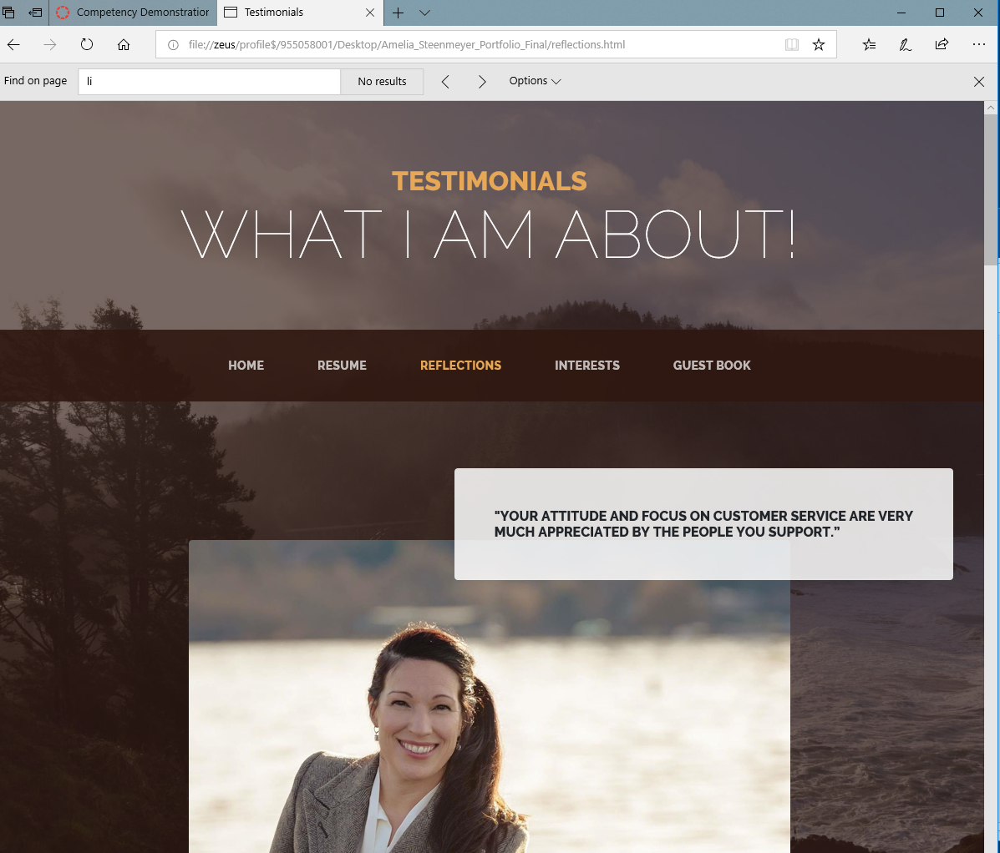 Competency Demonstration
Testimonials
file://zeus/profile$/955058001/Desktop/Amelia_Steenmeyer_Portfolio_Final/reflections.html
Find on page
li
No results
Options
TESTIMONIALS
WHAT I AM ABOUT!
HOME RESUME REFLECTIONS INTERESTS GUEST BOOK
"YOUR ATTITUDE AND FOCUS ON CUSTOMER SERVICE ARE VERY
MUCH APPRECIATED BY THE PEOPLE YOU SUPPORT.”